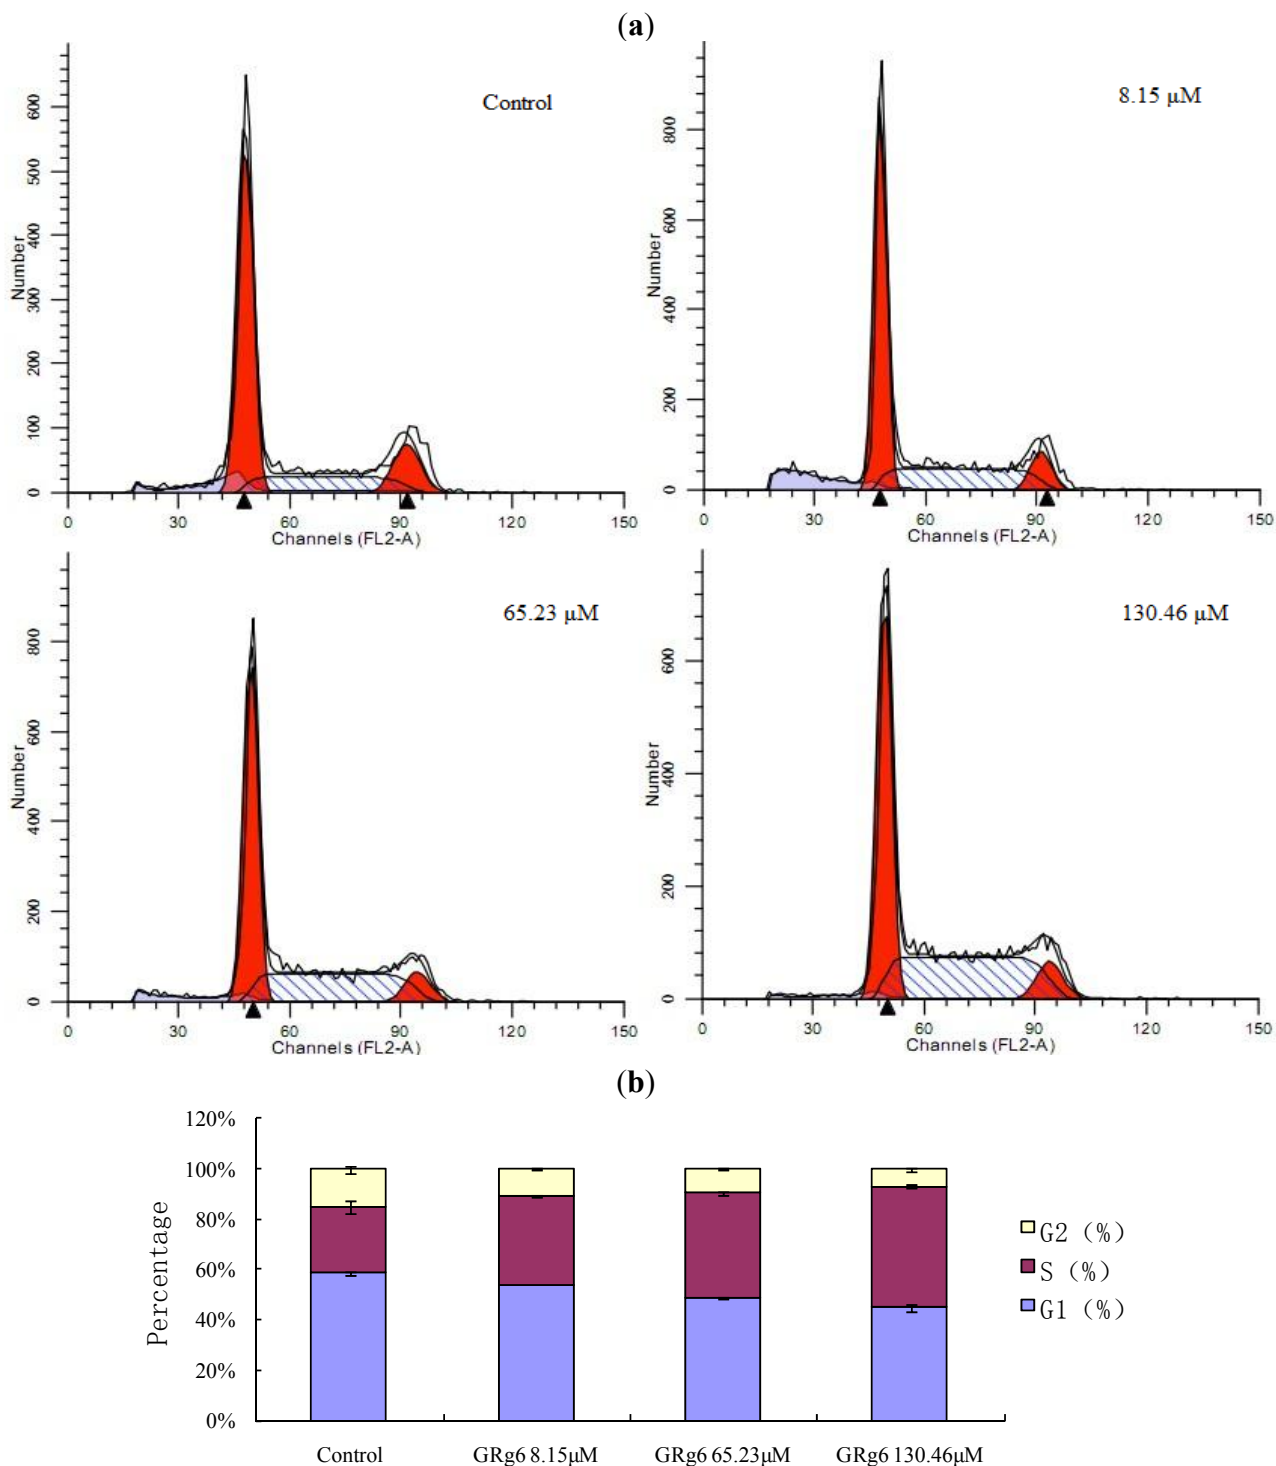 (a)
Control
Number
0
100
200
300
400
500
600
0 30 60 90 120 150
Channels (FL2-A)
8.15 µM
Number
0
200
400
600
800
0 30 60 90 120 150
Channels (FL2-A)
65.23 µM
Number
0
200
400
600
800
0 30 60 90 120 150
Channels (FL2-A)
130.46 µM
Number
0
200
400
600
0 30 60 90 120 150
Channels (FL2-A)
(b)
Percentage
120%
100%
80%
60%
40%
20%
0%
G2 (%)
S (%)
G1 (%)
Control GRg6 8.15µM GRg6 65.23µM GRg6 130.46µM